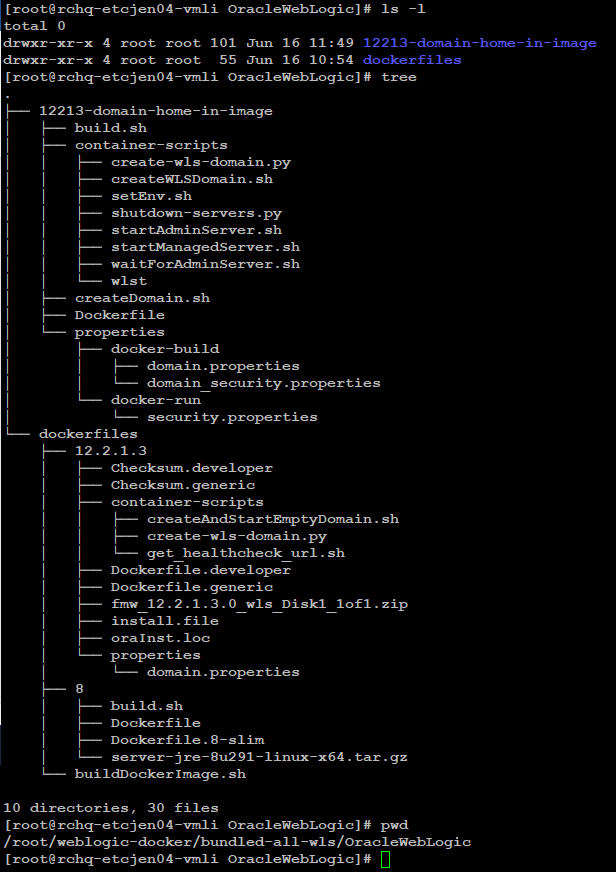 [root@rchq-etcjen04-vmli OracleWebLogic]# ls -l
total 0
drwxr-xr-x 4 root root 101 Jun 16 11:49 12213-domain-home-in-image
drwxr-xr-x 4 root root  55 Jun 16 10:54 dockerfiles
[root@rchq-etcjen04-vmli OracleWebLogic]# tree
.
├── 12213-domain-home-in-image
│   ├── build.sh
│   ├── container-scripts
│   │   ├── create-wls-domain.py
│   │   ├── createWLSDomain.sh
│   │   ├── setEnv.sh
│   │   ├── shutdown-servers.py
│   │   ├── startAdminServer.sh
│   │   ├── startManagedServer.sh
│   │   ├── waitForAdminServer.sh
│   │   └── wlst
│   ├── createDomain.sh
│   ├── Dockerfile
│   └── properties
│       ├── docker-build
│       │   ├── domain.properties
│       │   └── domain_security.properties
│       └── docker-run
│           └── security.properties
└── dockerfiles
    ├── 12.2.1.3
    │   ├── Checksum.developer
    │   ├── Checksum.generic
    │   ├── container-scripts
    │   │   ├── createAndStartEmptyDomain.sh
    │   │   ├── create-wls-domain.py
    │   │   └── get_healthcheck_url.sh
    │   ├── Dockerfile.developer
    │   ├── Dockerfile.generic
    │   ├── fmw_12.2.1.3.0_wls_Disk1_1of1.zip
    │   ├── install.file
    │   ├── oraInst.loc
    │   └── properties
    │       └── domain.properties
    ├── 8
    │   ├── build.sh
    │   ├── Dockerfile
    │   ├── Dockerfile.8-slim
    │   └── server-jre-8u291-linux-x64.tar.gz
    └── buildDockerImage.sh

10 directories, 30 files
[root@rchq-etcjen04-vmli OracleWebLogic]# pwd
/root/weblogic-docker/bundled-all-wls/OracleWebLogic
[root@rchq-etcjen04-vmli OracleWebLogic]#